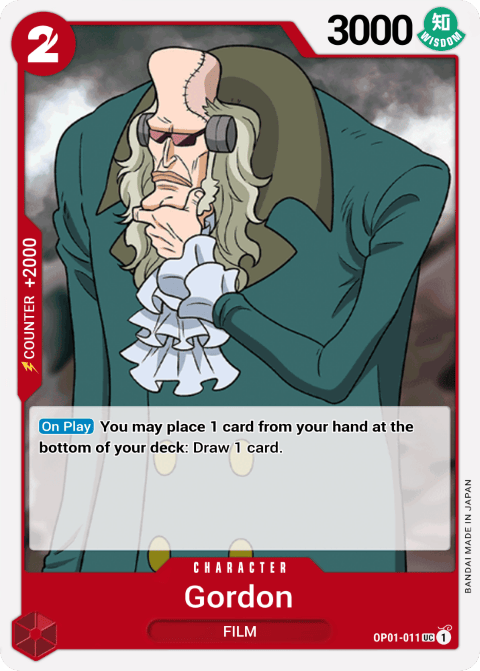 2
3000
知
WISDOM
COUNTER +2000
On Play You may place 1 card from your hand at the
bottom of your deck: Draw 1 card.
CHARACTER
Gordon
FILM
OP01-011 UC 1
BANDAI MADE IN JAPAN